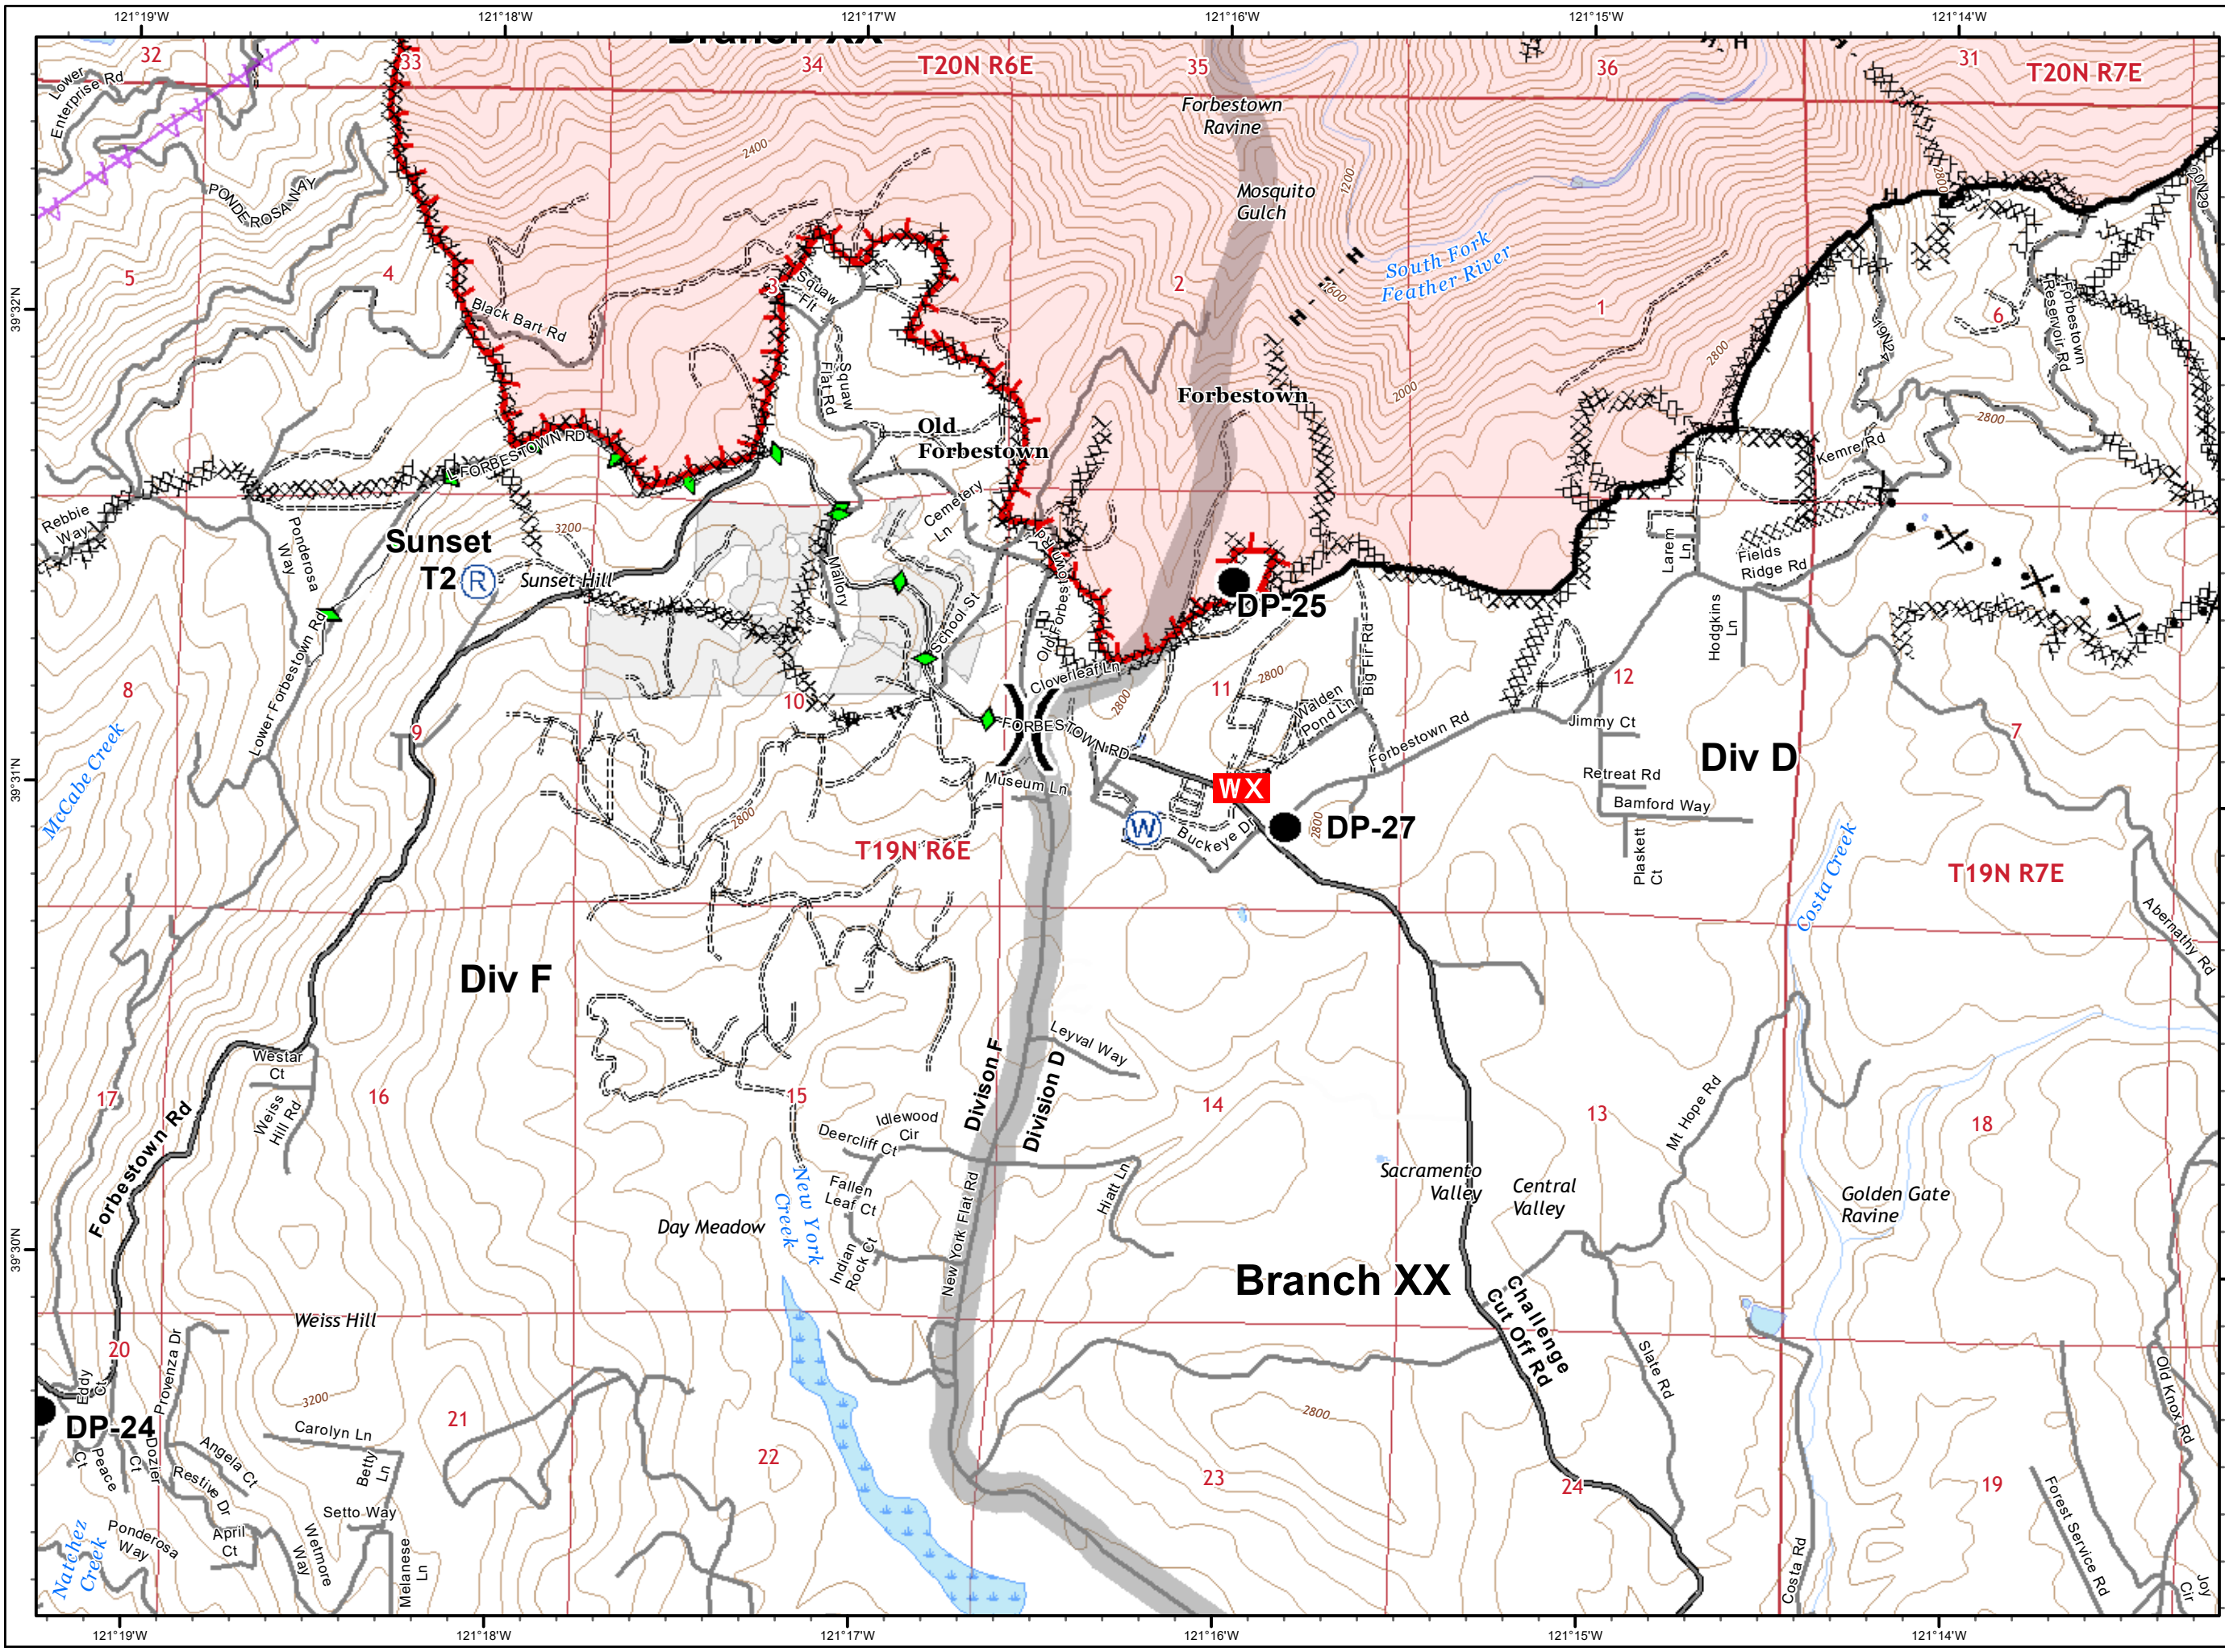 121°19'W
121°18'W
121°17'W
121°16'W
121°15'W
121°14'W
Branch XX
32
33
34
T20N R6E
35
36
31
T20N R7E
Lower
Enterprise Rd
Forbestown
Ravine
2400
PONDEROSA WAY
Mosquito
Gulch
1200
2800
H
20N29
H - H - H
South Fork
Feather River
1600
5
4
3
2
1
6
39°32'N
Black Bart Rd
Squaw
Flt
Squaw
Flat Rd
2800
19N24
Forbestown
Reservoir Rd
2000
Forbestown
Old
Forbestown
2800
FORBESTOWN RD
Kemre Rd
Rebbie
Way
Ponderosa
Way
Cemetery
Ln
3200
Sunset
T2
R
Sunset Hill
Mallory
Old Forbestown Rd
School St
Larem
Ln
Fields
Ridge Rd
DP-25
Lower Forbestown Rd
Hodgkins
Ln
Big Fir Rd
Cloverleaf Ln
2800
2800
8
9
10
11
12
7
Walden
Pond Ln
Forbestown Rd
Jimmy Ct
McCabe Creek
FORBESTOWN RD
Div D
39°31'N
Museum Ln
WX
Retreat Rd
Bamford Way
2800
W
Buckeye Dr
2800
DP-27
Plaskett
Ct
Costa Creek
T19N R6E
T19N R7E
Abernathy Rd
Div F
Leyval Way
Divison F
Division D
Westar
Ct
Weiss
Hill Rd
17
16
15
14
13
18
Forbestown Rd
Idlewood
Cir
Deercliff Ct
Mt Hope Rd
New York
Creek
Fallen
Leaf Ct
Hiatt Ln
Sacramento
Valley
Central
Valley
Golden Gate
Ravine
Day Meadow
New York Flat Rd
Indian
Rock Ct
39°30'N
Branch XX
Challenge
Cut Off Rd
Weiss Hill
20
Eddy
Ct
Provenza Dr
Slate Rd
Old Knox Rd
3200
2800
DP-24
21
22
23
24
19
Carolyn Ln
Angela Ct
Restive Dr
Betty
Ln
Peace
Ct
Dozier
Ct
Setto Way
Ponderosa
Way
April
Ct
Wetmore
Way
Melanese
Ln
Natchez
Creek
Costa Rd
Forest Service Rd
Joy
Cir
121°19'W
121°18'W
121°17'W
121°16'W
121°15'W
121°14'W